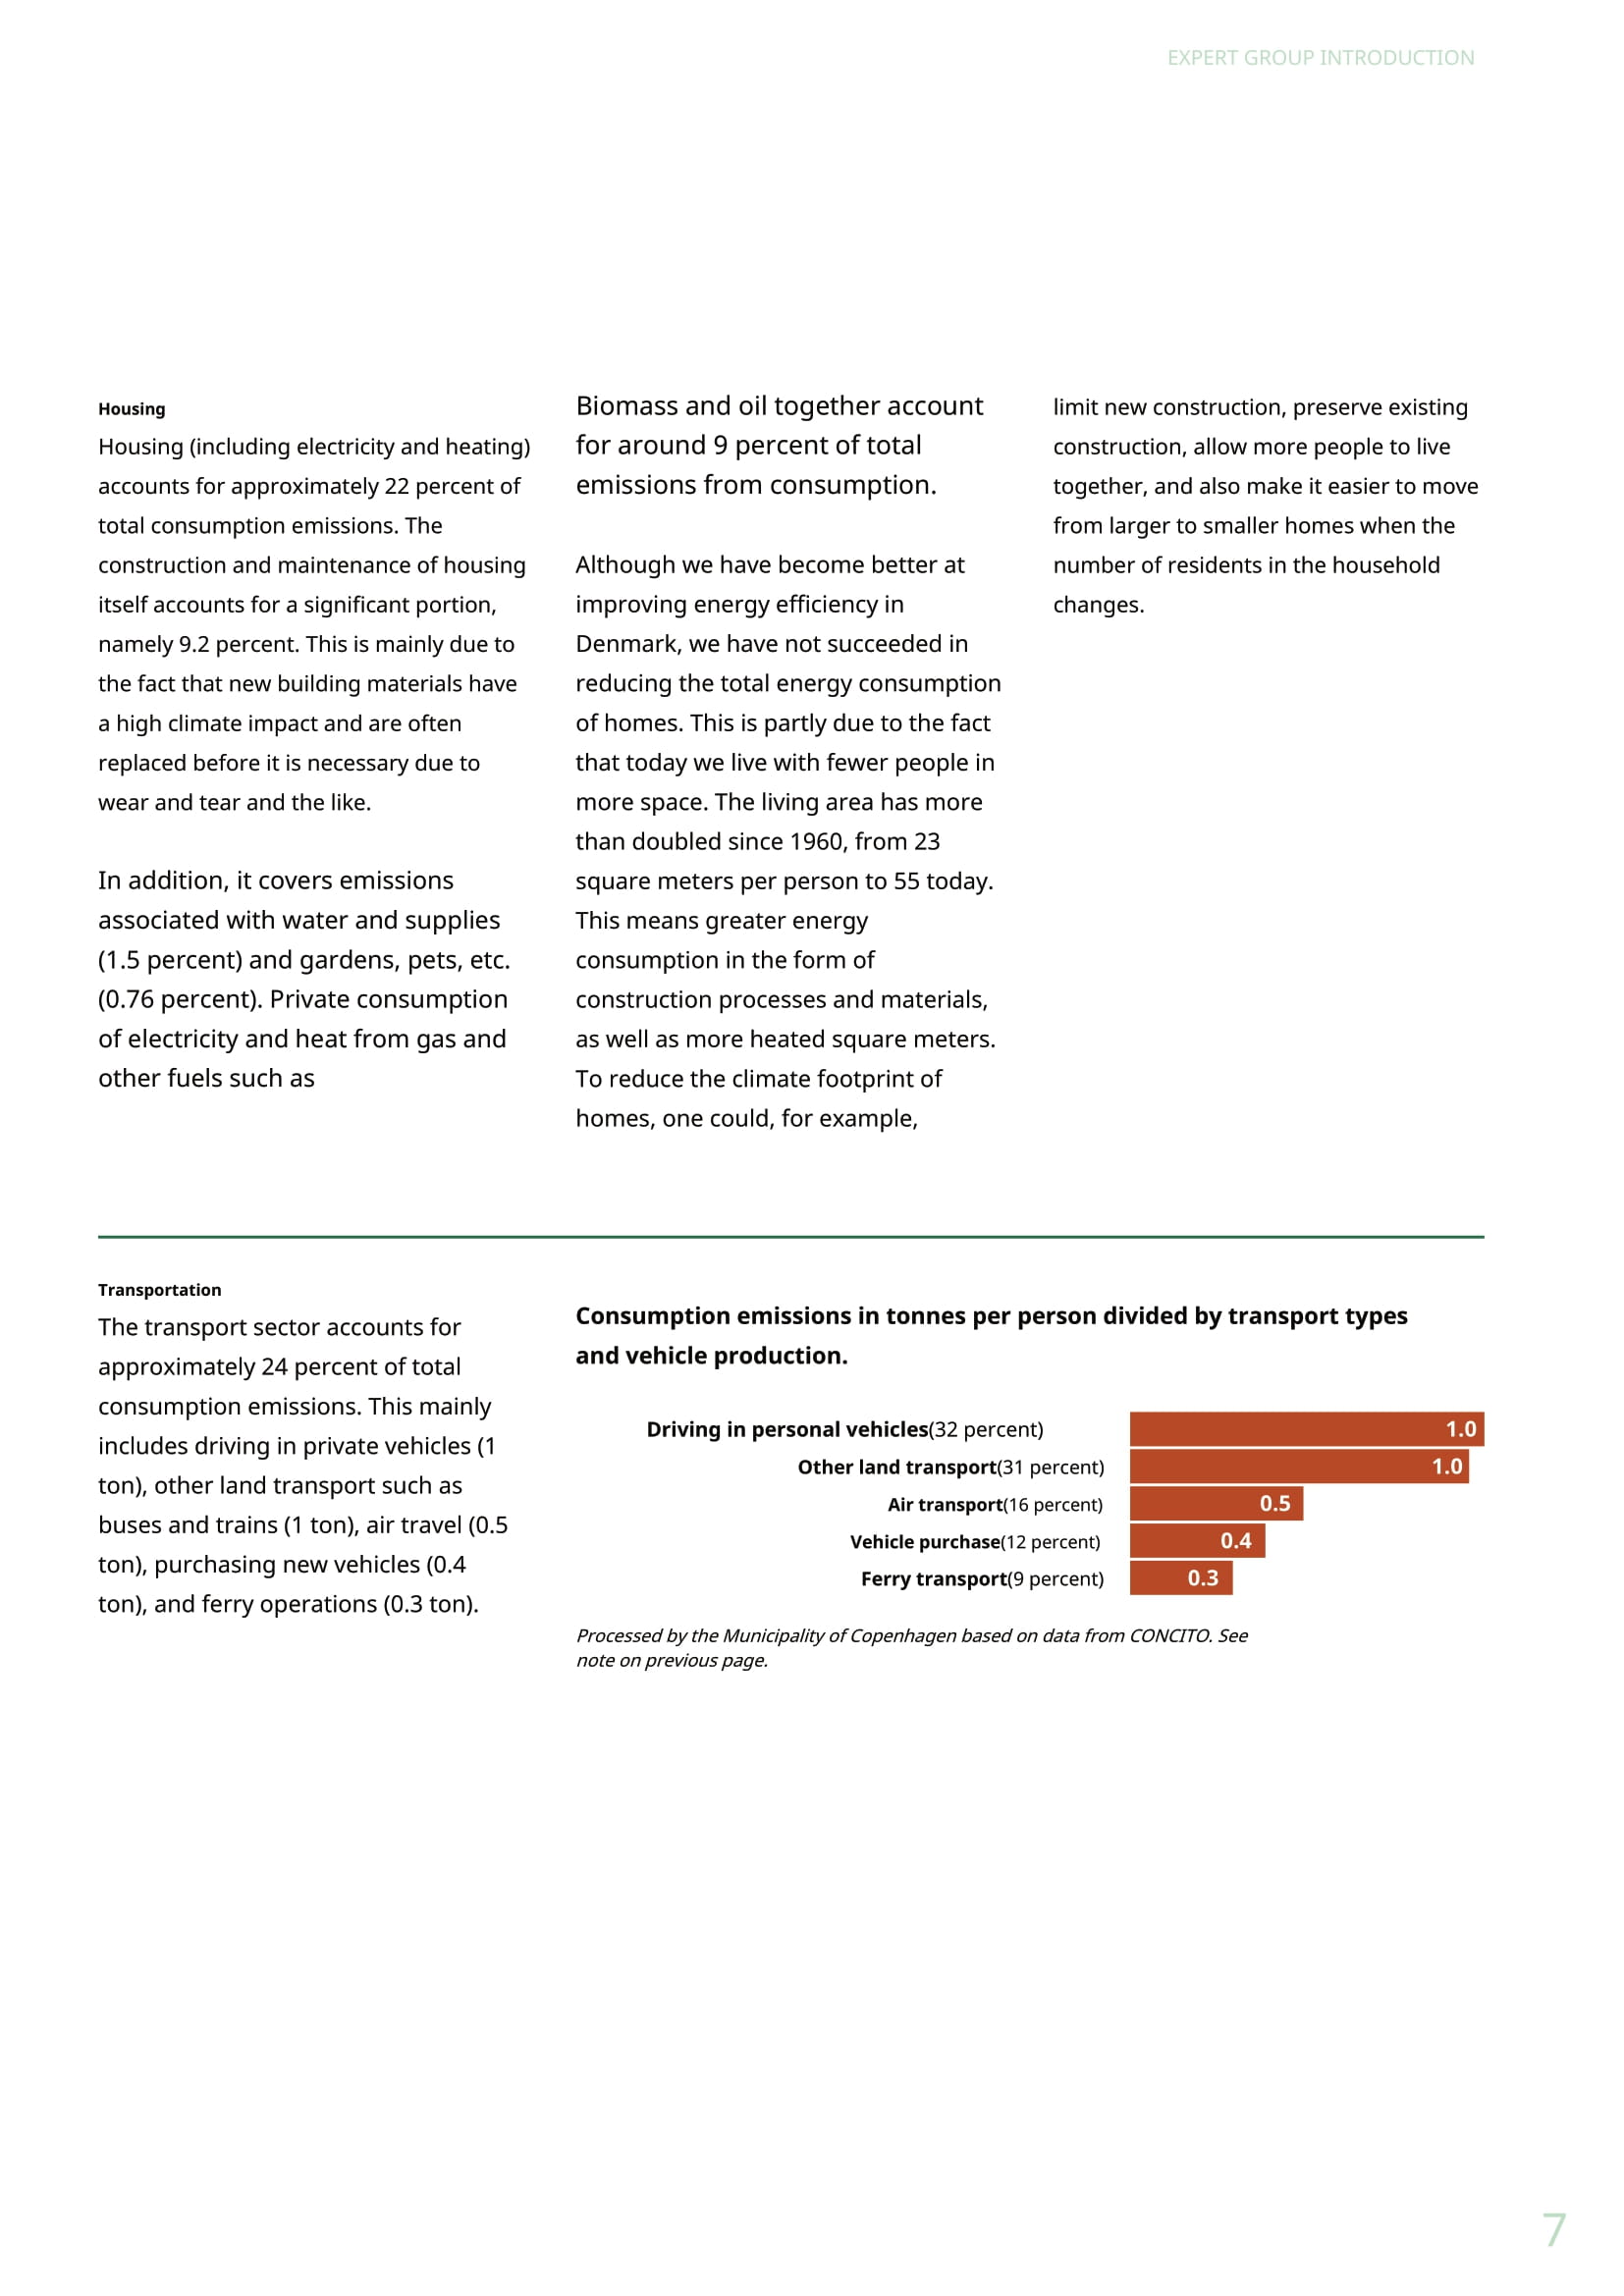 EXPERT GROUP INTRODUCTION
Housing
Housing (including electricity and heating)
accounts for approximately 22 percent of
total consumption emissions. The
construction and maintenance of housing
itself accounts for a significant portion,
namely 9.2 percent. This is mainly due to
the fact that new building materials have
a high climate impact and are often
replaced before it is necessary due to
wear and tear and the like.
In addition, it covers emissions
associated with water and supplies
(1.5 percent) and gardens, pets, etc.
(0.76 percent). Private consumption
of electricity and heat from gas and
other fuels such as
Biomass and oil together account
for around 9 percent of total
emissions from consumption.
Although we have become better at
improving energy efficiency in
Denmark, we have not succeeded in
reducing the total energy consumption
of homes. This is partly due to the fact
that today we live with fewer people in
more space. The living area has more
than doubled since 1960, from 23
square meters per person to 55 today.
This means greater energy
consumption in the form of
construction processes and materials,
as well as more heated square meters.
To reduce the climate footprint of
homes, one could, for example,
limit new construction, preserve existing
construction, allow more people to live
together, and also make it easier to move
from larger to smaller homes when the
number of residents in the household
changes.
Transportation
The transport sector accounts for
approximately 24 percent of total
consumption emissions. This mainly
includes driving in private vehicles (1
ton), other land transport such as
buses and trains (1 ton), air travel (0.5
ton), purchasing new vehicles (0.4
ton), and ferry operations (0.3 ton).
Consumption emissions in tonnes per person divided by transport types
and vehicle production.
Driving in personal vehicles(32 percent) 1.0
Other land transport(31 percent) 1.0
Air transport(16 percent) 0.5
Vehicle purchase(12 percent) 0.4
Ferry transport(9 percent) 0.3
Processed by the Municipality of Copenhagen based on data from CONCITO. See
note on previous page.
7